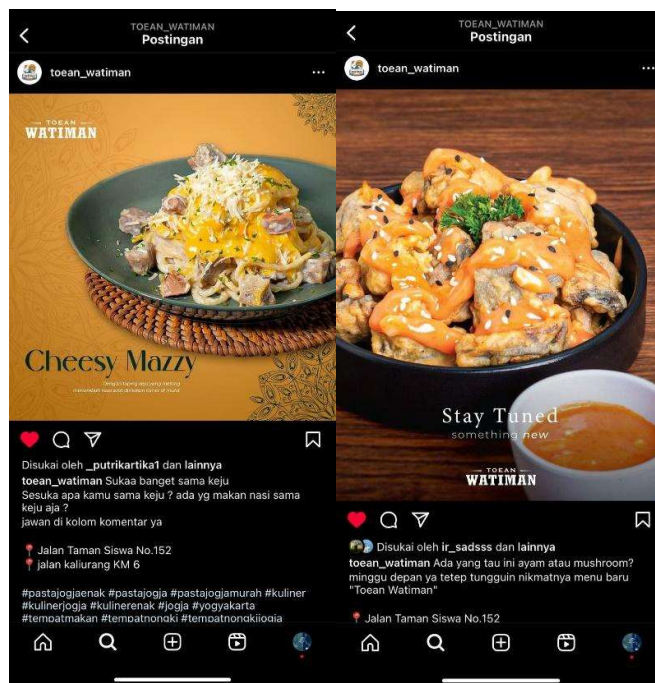 TOEAN_WATIMAN
Postingan
toean_watiman
TOEAN
WATIMAN
Cheesy Mazzy
Disukai oleh _putrikartika1 dan lainnya
toean_watiman Sukaa banget sama keju
Sesuka apa kamu sama keju ? ada yg makan nasi sama
keju aja ?
jawan di kolom komentar ya
Jalan Taman Siswa No.152
jalan kaliurang KM 6
#pastajogjaenak #pastajogja #pastajogjamurah #kuliner
#kulinerjogja #kulinerenak #jogja #yogyakarta
#tempatmakan #tempatnongki #tempatnongkijogja
TOEAN_WATIMAN
Postingan
toean_watiman
Stay Tuned
something new
TOEAN
WATIMAN
Disukai oleh ir_sadsss dan lainnya
toean_watiman Ada yang tau ini ayam atau mushroom?
minggu depan ya tetep tungguin nikmatnya menu baru
"Toean Watiman"
Jalan Taman Siswa No.152